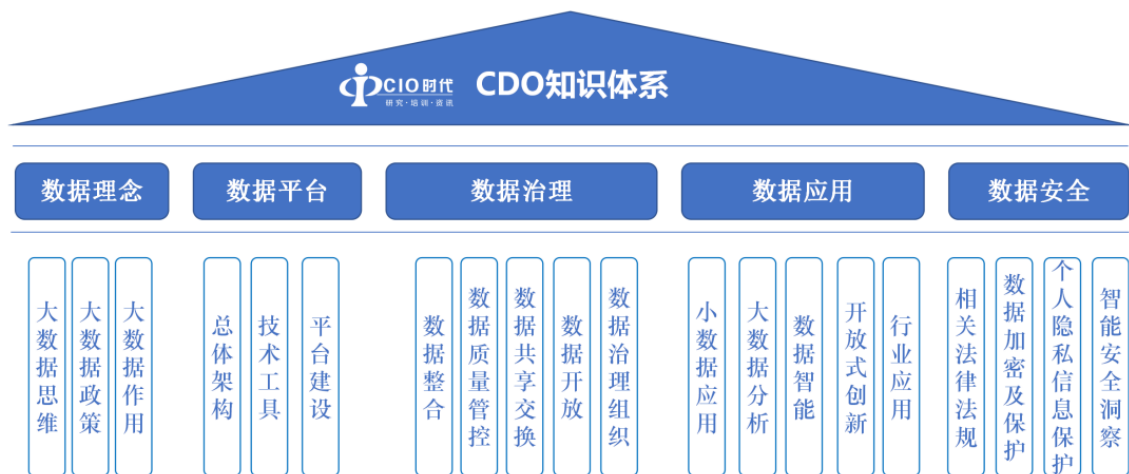 CIO时代
研究·培训·资讯
CDO知识体系
数据理念
数据平台
数据治理
数据应用
数据安全
大数据思维
大数据政策
大数据作用
总体架构
技术工具
平台建设
数据整合
数据质量管控
数据共享交换
数据开放
数据治理组织
小数据应用
大数据分析
数据智能
开放式创新
行业应用
相关法律法规
数据加密及保护
个人隐私信息保护
智能安全洞察